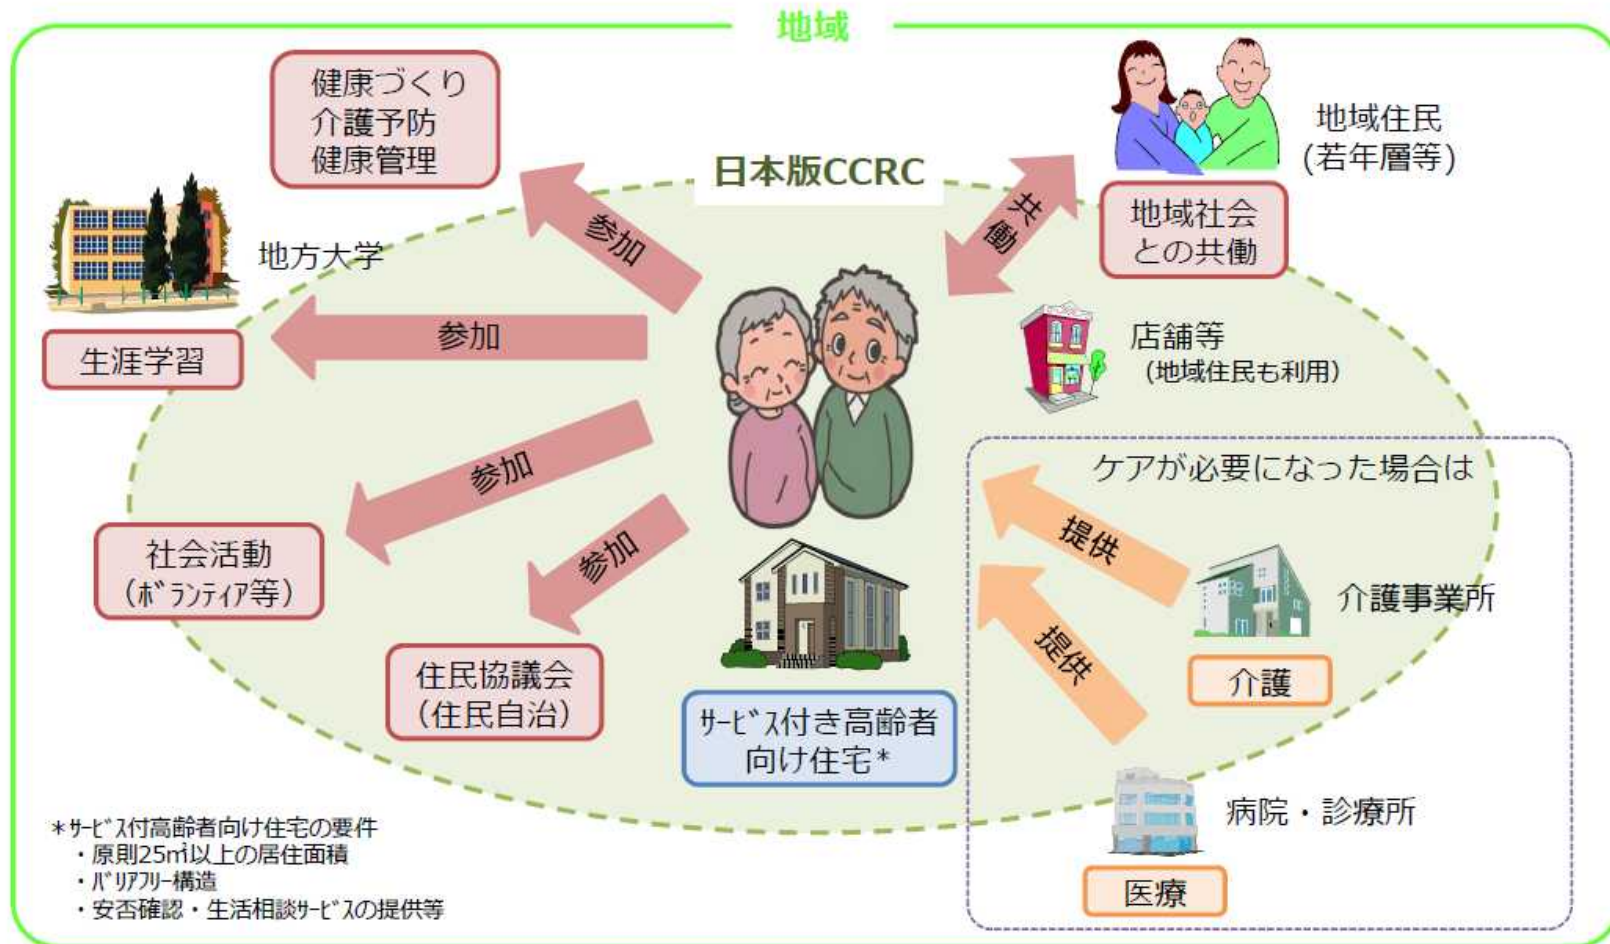 地域
健康づくり
介護予防
健康管理
地域住民
(若年層等)
日本版CCRC
参加
共働
地域社会
との共働
地方大学
生涯学習
参加
店舗等
(地域住民も利用)
参加
ケアが必要になった場合は
提供
社会活動
(ﾎﾞﾗﾝﾃｨｱ等)
参加
介護事業所
提供
介護
住民協議会
(住民自治)
ｻｰﾋﾞｽ付き高齢者
向け住宅*
病院・診療所
医療
*ｻｰﾋﾞｽ付高齢者向け住宅の要件
・原則25㎡以上の居住面積
・ﾊﾞﾘｱﾌﾘｰ構造
・安否確認・生活相談ｻｰﾋﾞｽの提供等